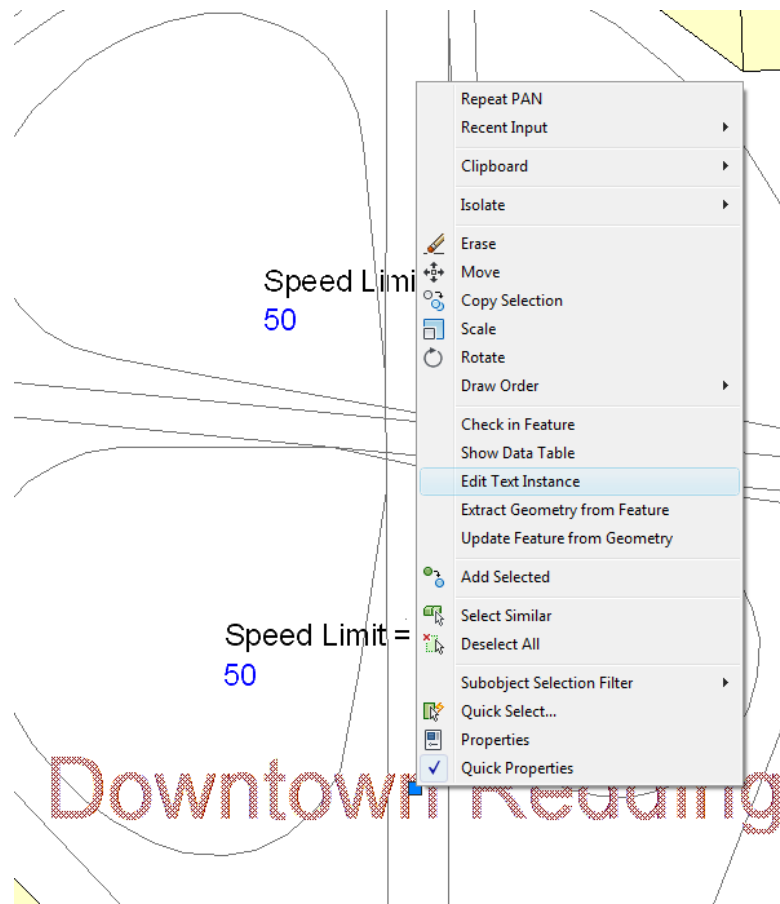 Repeat PAN
Recent Input
Clipboard
Isolate
Erase
Move
Copy Selection
Scale
Rotate
Draw Order
Check in Feature
Show Data Table
Edit Text Instance
Extract Geometry from Feature
Update Feature from Geometry
Add Selected
Select Similar
Deselect All
Subobject Selection Filter
Quick Select...
Properties
Quick Properties
Speed Limi
50
Speed Limit =
50
Downtown Redding